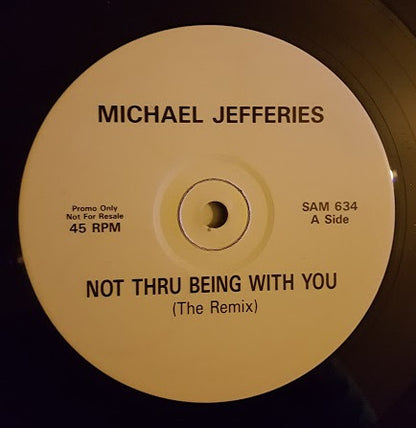 MICHAEL JEFFERIES
Promo Only
Not For Resale
45 RPM
SAM 634
A Side
NOT THRU BEING WITH YOU
(The Remix)